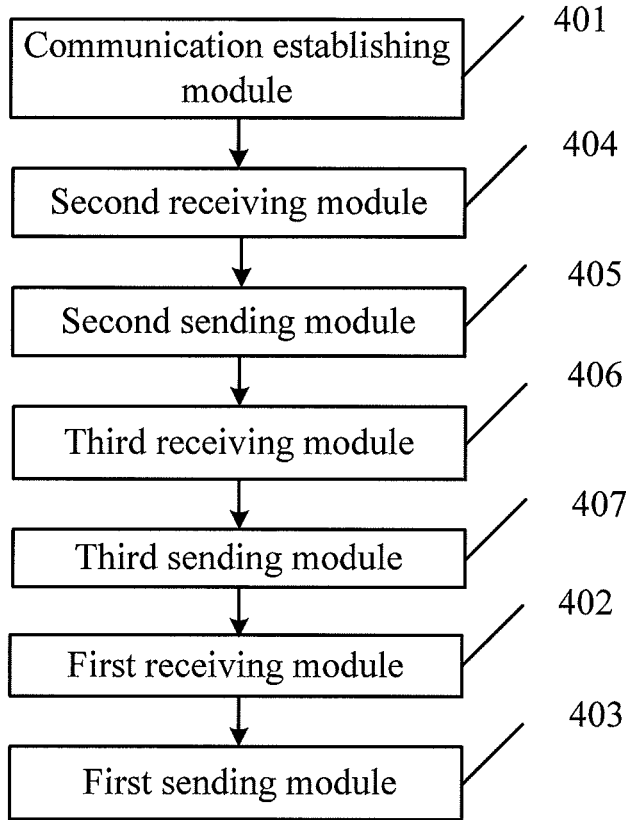 401
Communication establishing
module
404
Second receiving module
405
Second sending module
406
Third receiving module
407
Third sending module
402
First receiving module
403
First sending module